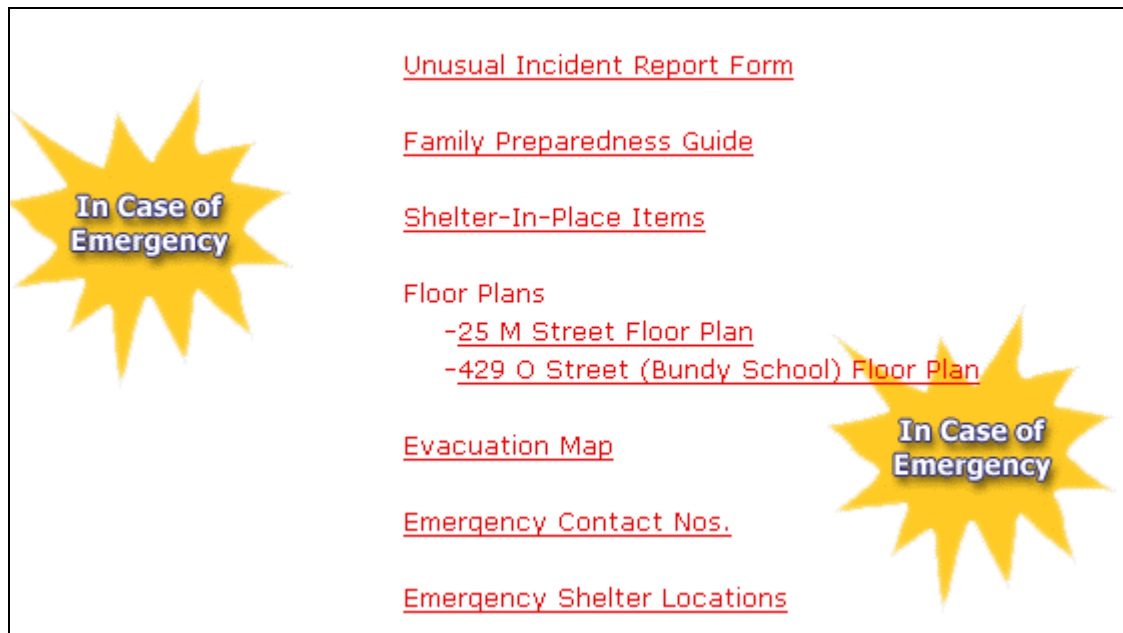 Unusual Incident Report Form
Family Preparedness Guide
In Case of
Emergency
Shelter-In-Place Items
Floor Plans
-25 M Street Floor Plan
-429 O Street (Bundy School) Floor Plan
In Case of
Emergency
Evacuation Map
Emergency Contact Nos.
Emergency Shelter Locations